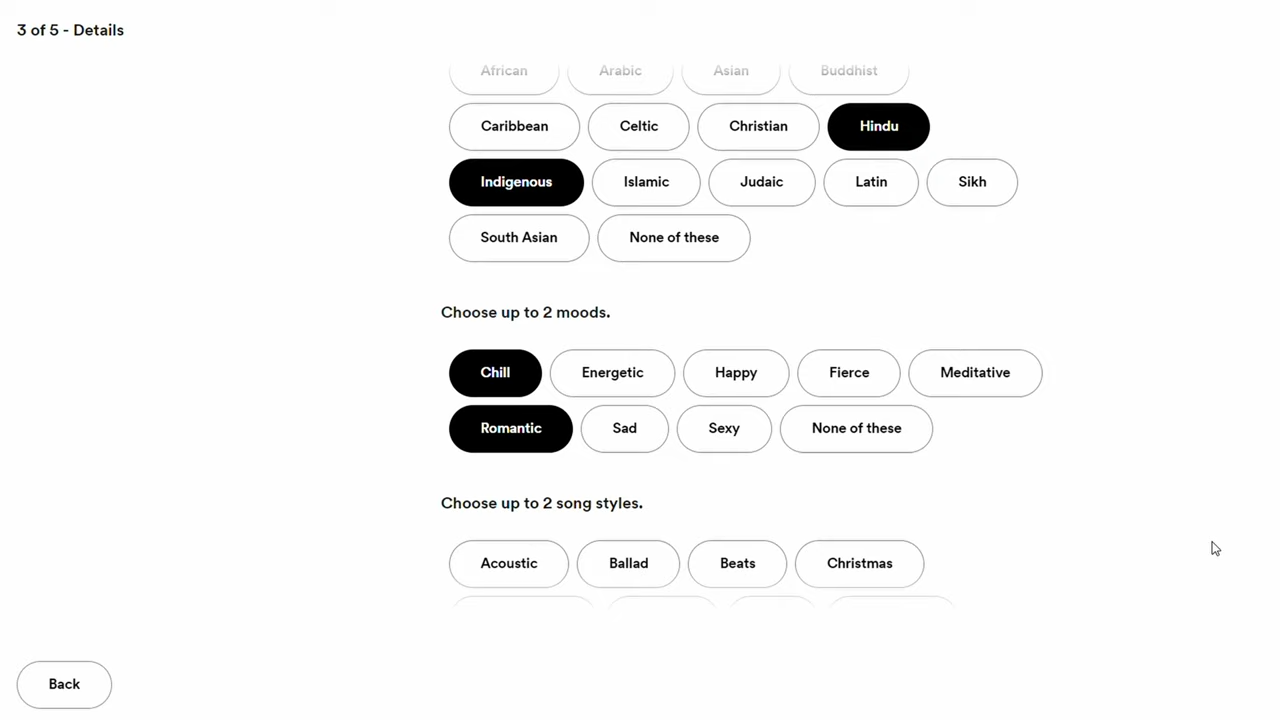 3 of 5 - Details
African Arabic Asian Buddhist
Caribbean Celtic Christian Hindu
Indigenous Islamic Judaic Latin Sikh
South Asian None of these
Choose up to 2 moods.
Chill Energetic Happy Fierce Meditative
Romantic Sad Sexy None of these
Choose up to 2 song styles.
Acoustic Ballad Beats Christmas
Back